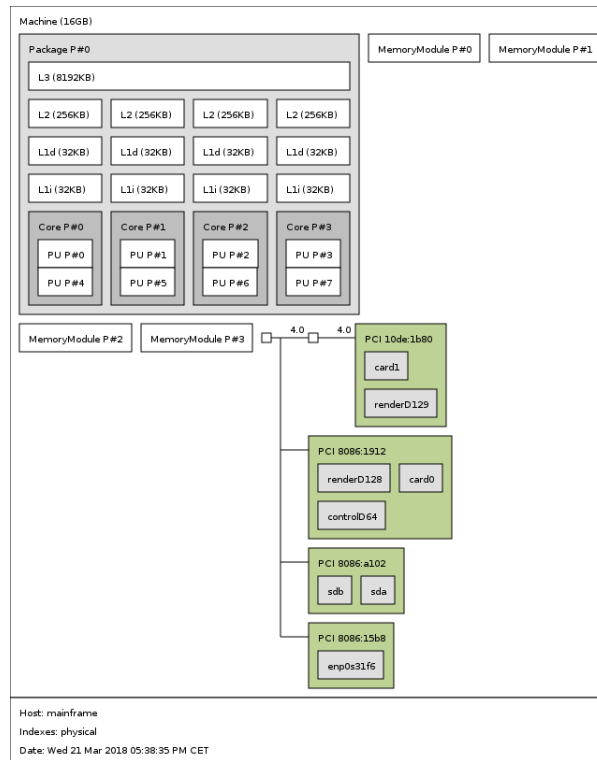 Machine (16GB)
Package P#0
MemoryModule P#0
MemoryModule P#1
L3 (8192KB)
L2 (256KB) L2 (256KB) L2 (256KB) L2 (256KB)
L1d (32KB) L1d (32KB) L1d (32KB) L1d (32KB)
L1i (32KB) L1i (32KB) L1i (32KB) L1i (32KB)
Core P#0 Core P#1 Core P#2 Core P#3
PU P#0 PU P#1 PU P#2 PU P#3
PU P#4 PU P#5 PU P#6 PU P#7
MemoryModule P#2
MemoryModule P#3
4.0 4.0
PCI 10de:1b80
card1
renderD129
PCI 8086:1912
renderD128 card0
controlD64
PCI 8086:a102
sdb sda
PCI 8086:15b8
enp0s31f6
Host: mainframe
Indexes: physical
Date: Wed 21 Mar 2018 05:38:35 PM CET